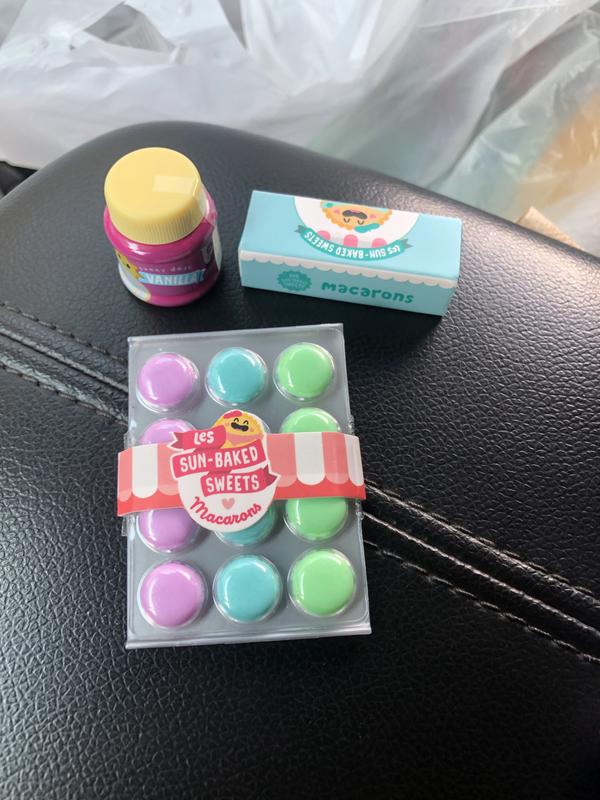 VANILLA
Les SUN-BAKED SWEETS
macarons
Les
SUN-BAKED
SWEETS
Macarons